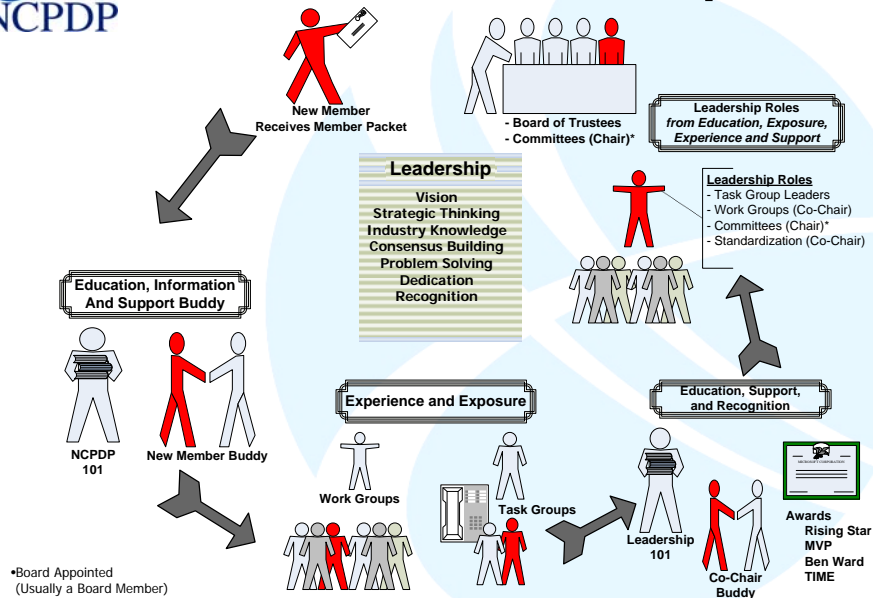 NCPDP
New Member
Receives Member Packet
- Board of Trustees
- Committees (Chair)*
Leadership Roles
from Education, Exposure,
Experience and Support
Leadership
Vision
Strategic Thinking
Industry Knowledge
Consensus Building
Problem Solving
Dedication
Recognition
Leadership Roles
- Task Group Leaders
- Work Groups (Co-Chair)
- Committees (Chair)*
- Standardization (Co-Chair)
Education, Information
And Support Buddy
NCPDP
101
New Member Buddy
Experience and Exposure
Work Groups
Task Groups
Education, Support,
and Recognition
Leadership
101
Co-Chair
Buddy
MICROSOFT CORPORATION
Awards
Rising Star
MVP
Ben Ward
TIME
•Board Appointed
(Usually a Board Member)